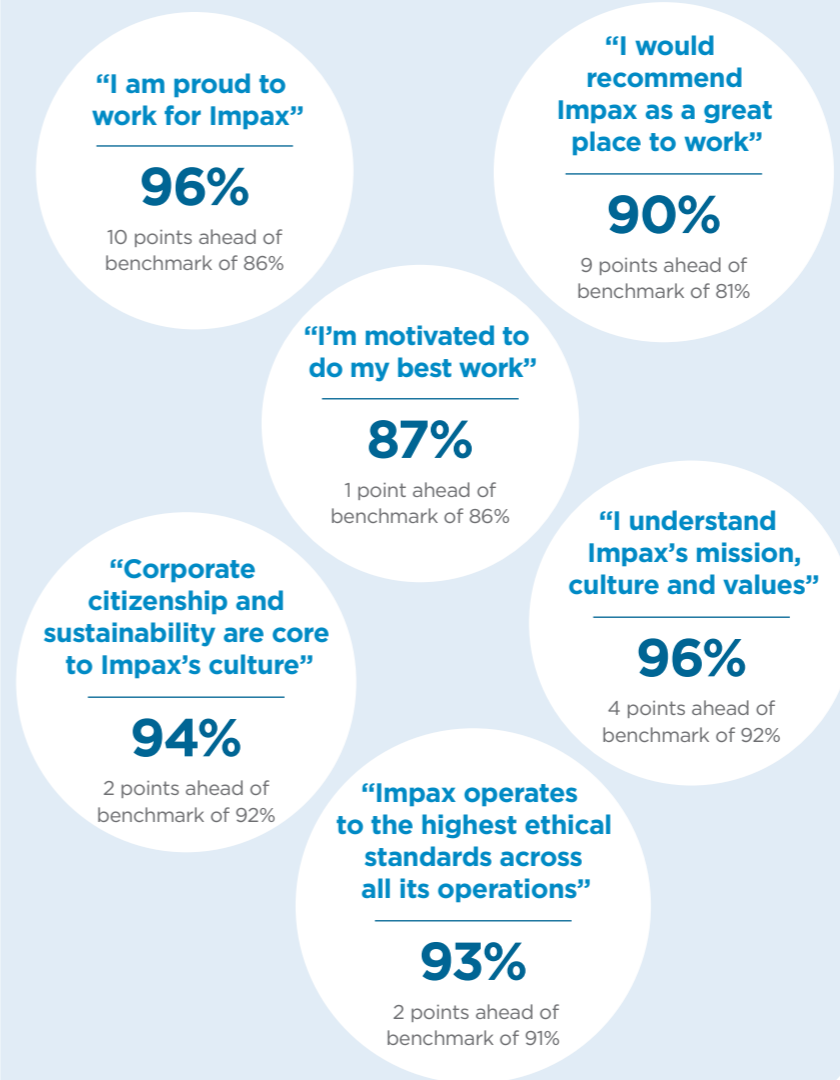 “I am proud to
work for Impax”
96%
10 points ahead of
benchmark of 86%
“I would
recommend
Impax as a great
place to work”
90%
9 points ahead of
benchmark of 81%
“I’m motivated to
do my best work”
87%
1 point ahead of
benchmark of 86%
“I understand
Impax’s mission,
culture and values”
96%
4 points ahead of
benchmark of 92%
“Corporate
citizenship and
sustainability are core
to Impax’s culture”
94%
2 points ahead of
benchmark of 92%
“Impax operates
to the highest ethical
standards across
all its operations”
93%
2 points ahead of
benchmark of 91%